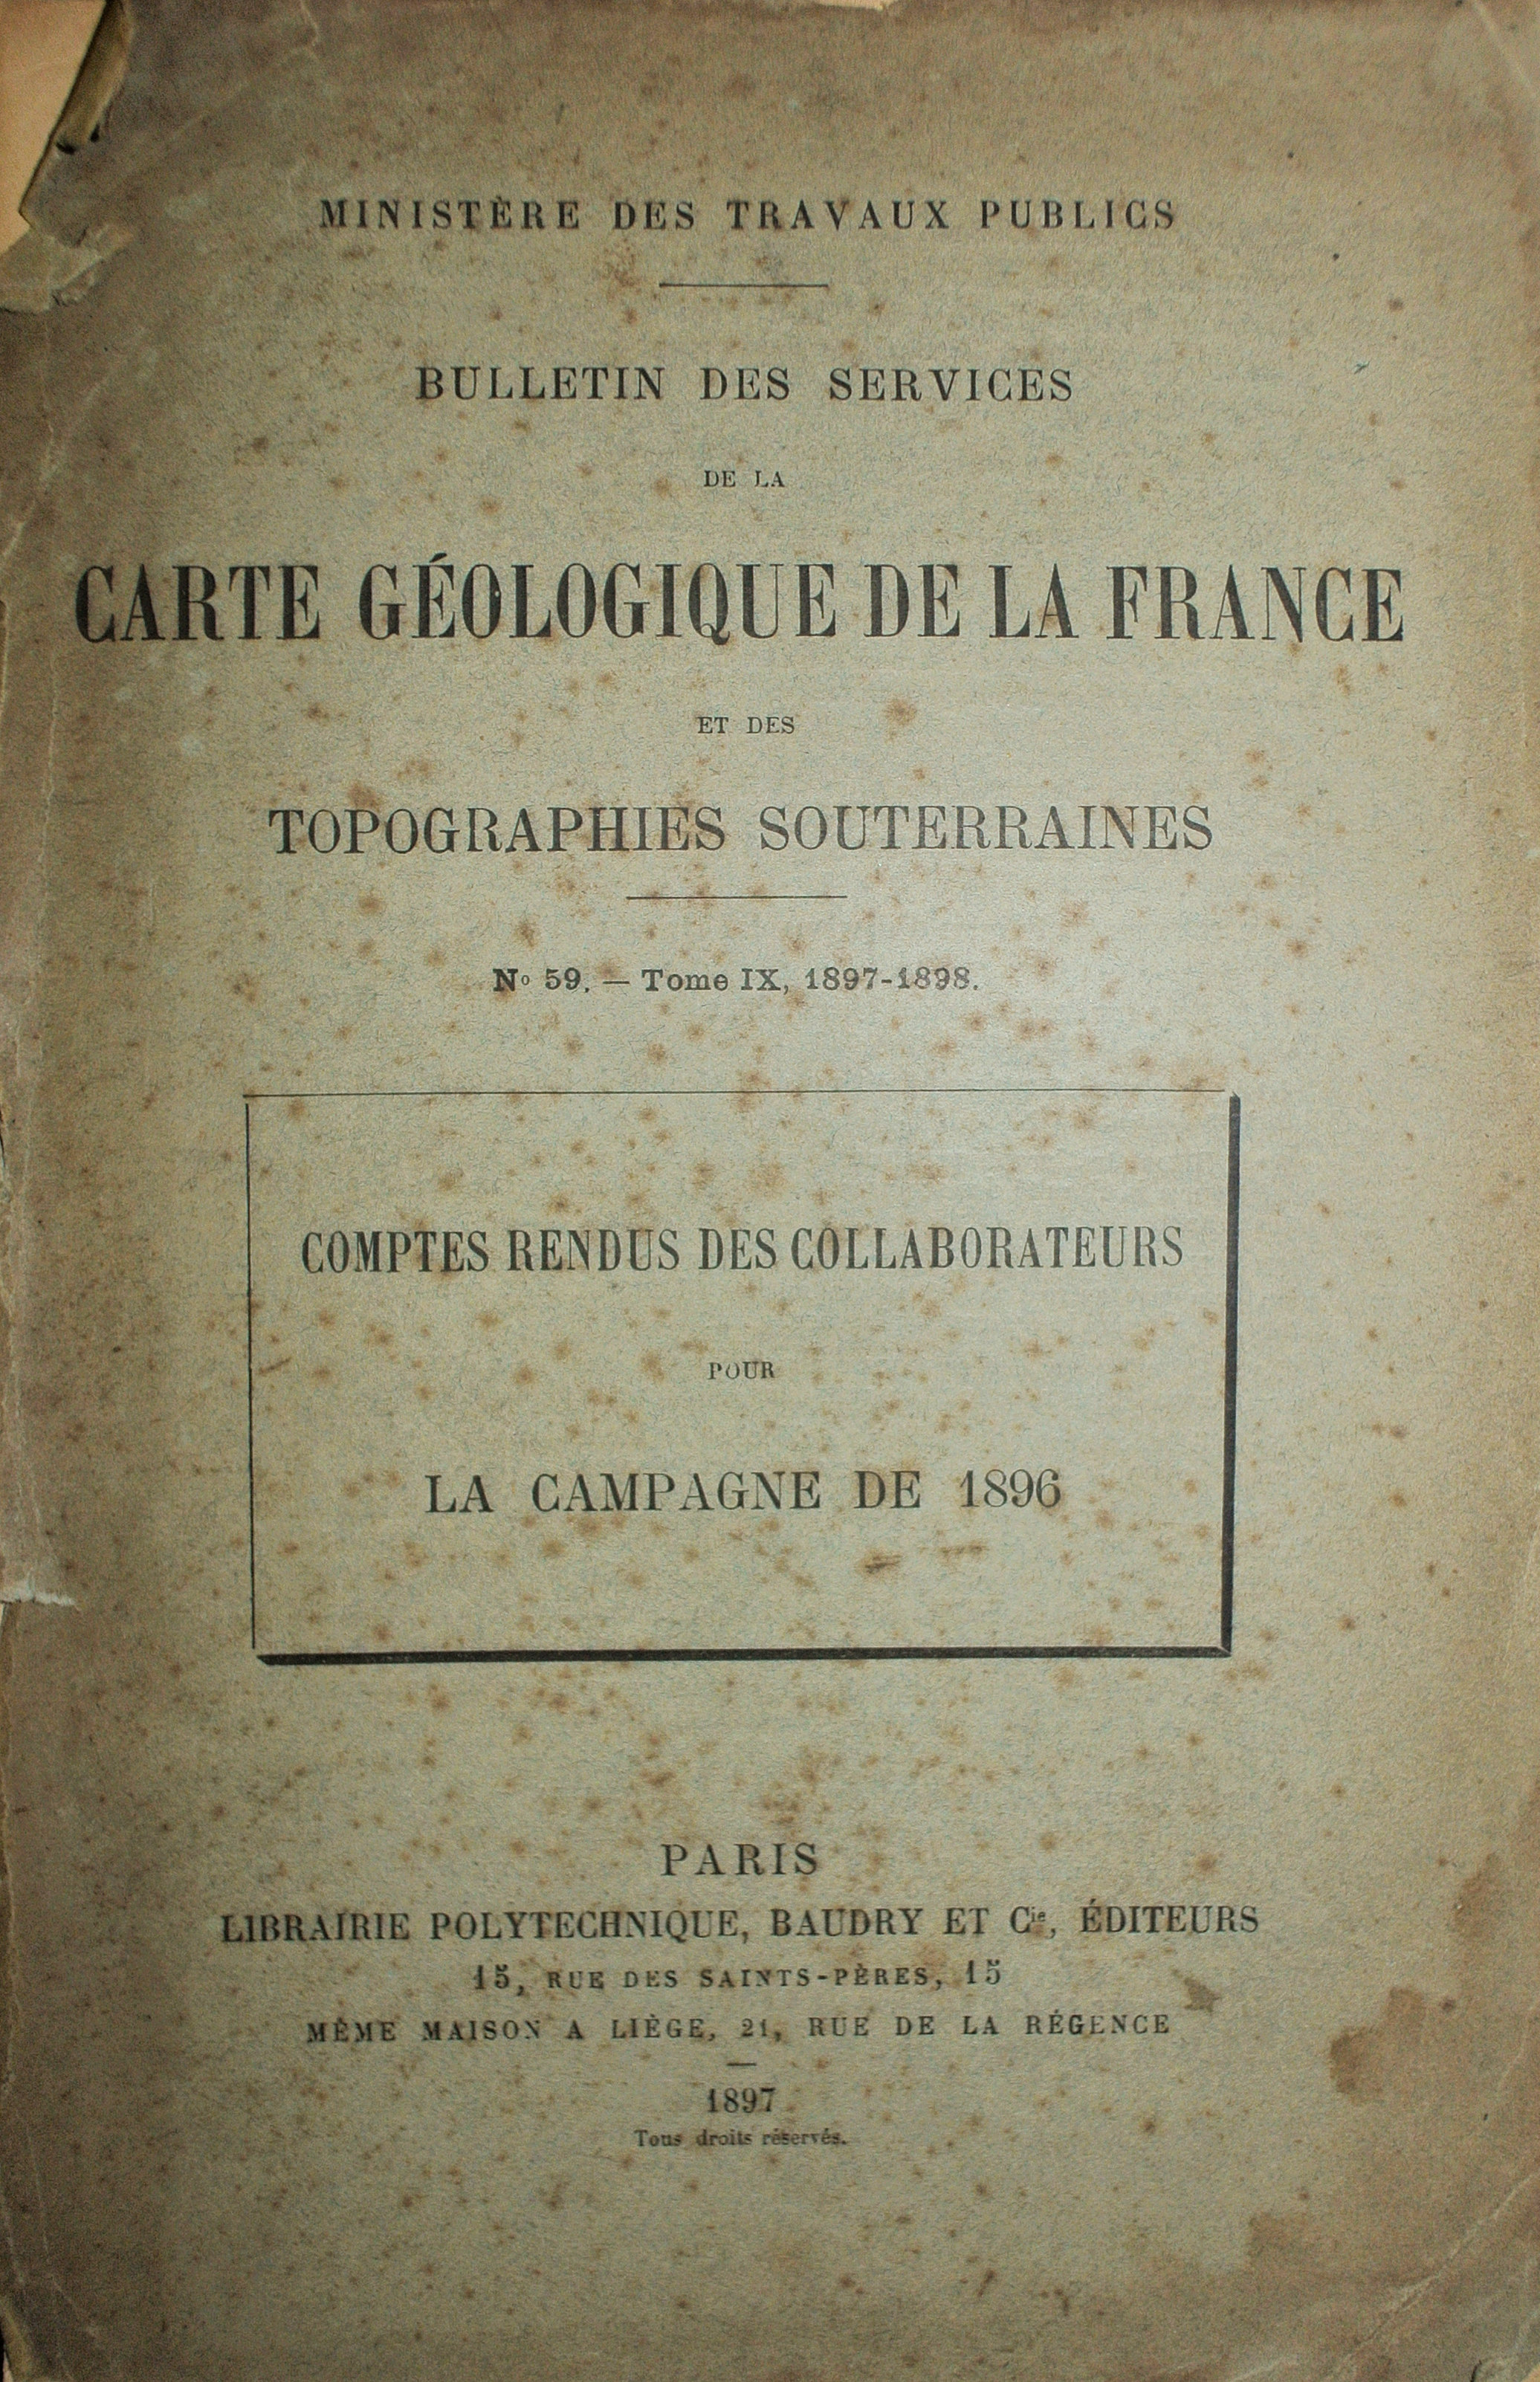 MINISTÈRE DES TRAVAUX PUBLICS
BULLETIN DES SERVICES
DE LA
CARTE GÉOLOGIQUE DE LA FRANCE
ET DES
TOPOGRAPHIES SOUTERRAINES
No 59. — Tome IX, 1897-1898.
COMPTES RENDUS DES COLLABORATEURS
POUR
LA CAMPAGNE DE 1896
PARIS
LIBRAIRIE POLYTECHNIQUE, BAUDRY ET Cie, ÉDITEURS
15, RUE DES SAINTS-PÈRES, 15
MÊME MAISON A LIÈGE, 21, RUE DE LA RÉGENCE
1897
Tous droits réservés.